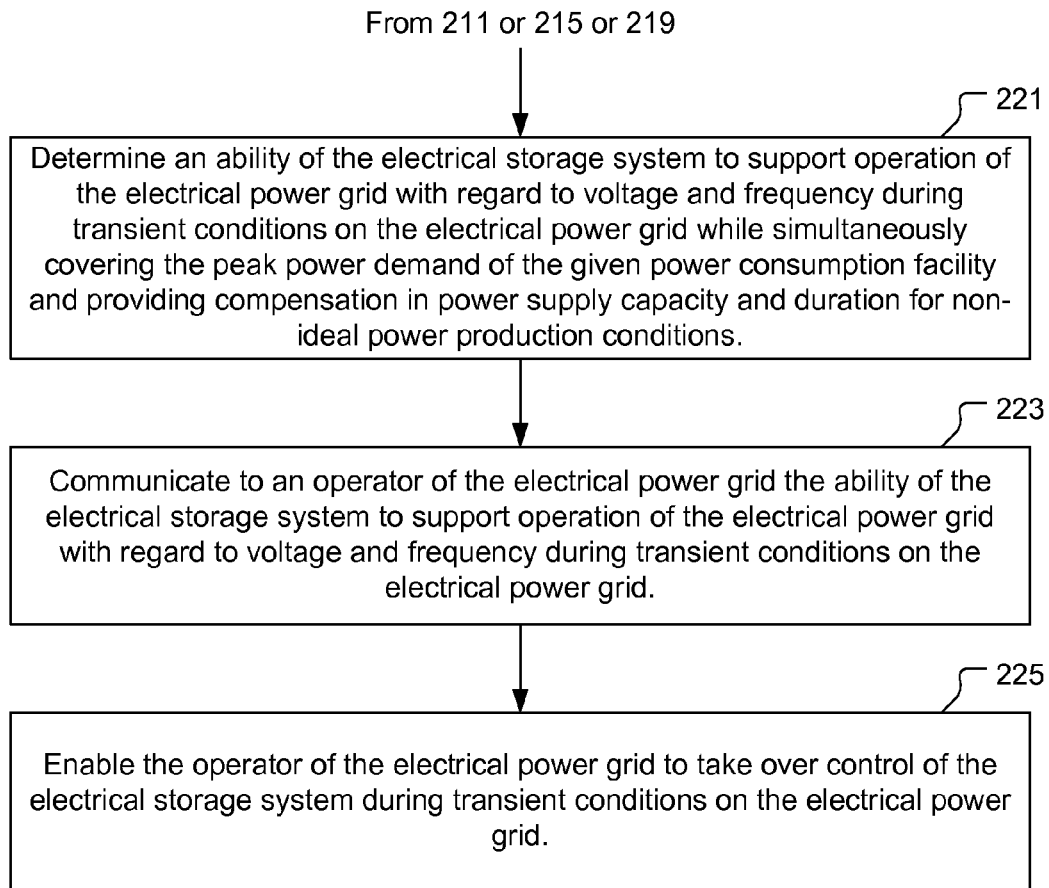 From 211 or 215 or 219
221
Determine an ability of the electrical storage system to support operation of
the electrical power grid with regard to voltage and frequency during
transient conditions on the electrical power grid while simultaneously
covering the peak power demand of the given power consumption facility
and providing compensation in power supply capacity and duration for non-
ideal power production conditions.
223
Communicate to an operator of the electrical power grid the ability of the
electrical storage system to support operation of the electrical power grid
with regard to voltage and frequency during transient conditions on the
electrical power grid.
225
Enable the operator of the electrical power grid to take over control of the
electrical storage system during transient conditions on the electrical power
grid.